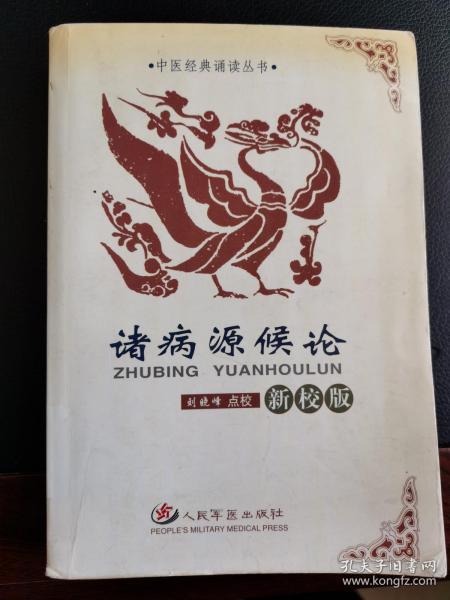 •中医经典诵读丛书•
诸病源候论
ZHUBING YUANHOULUN
刘晓峰 点校 新校版
人民军医出版社
PEOPLE'S MILITARY MEDICAL PRESS
孔夫子旧书网
www.kongfz.com